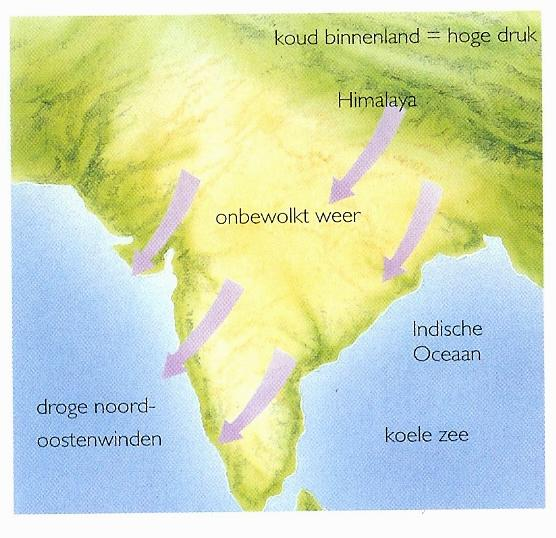 koud binnenland = hoge druk
Himalaya
onbewolkt weer
Indische
Oceaan
droge noord-
oostenwinden
koele zee